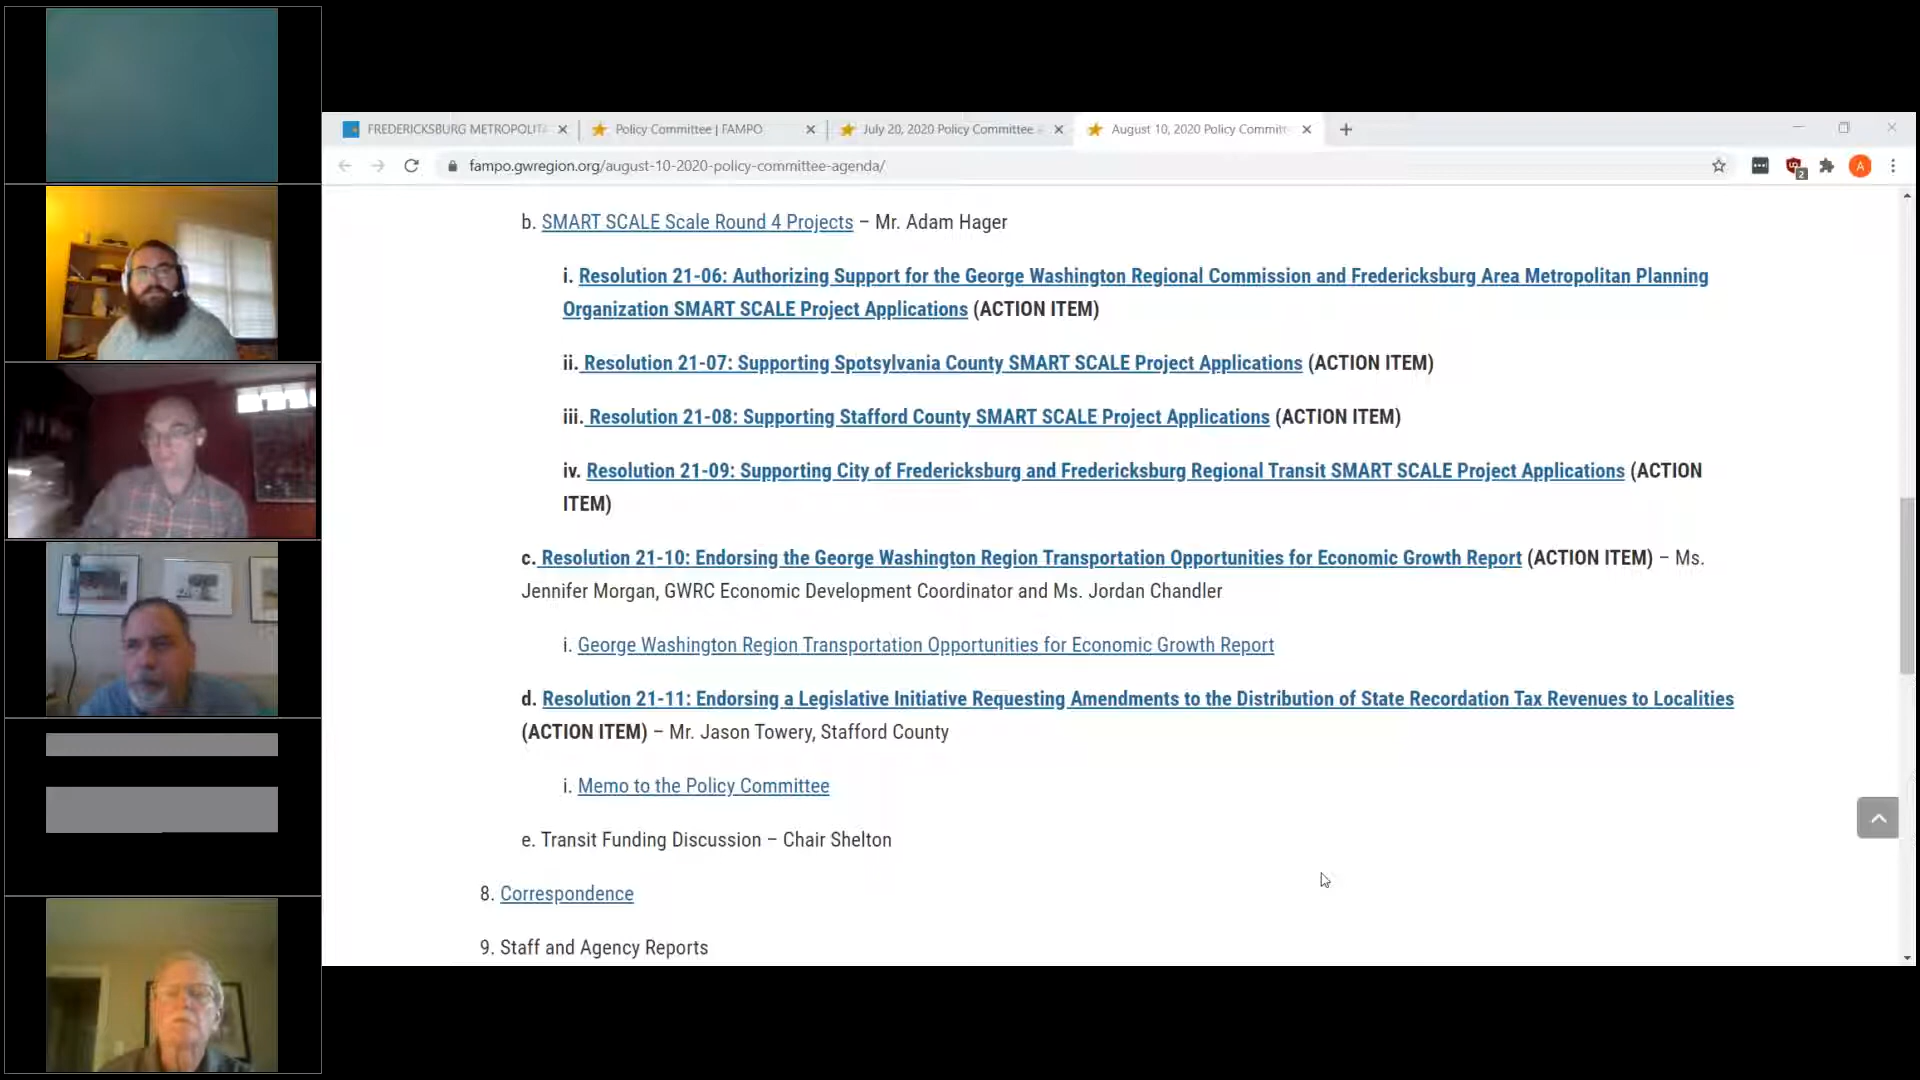 FREDERICKSBURG METROPOLITA
Policy Committee | FAMPO
July 20, 2020 Policy Committee
August 10, 2020 Policy Committ
fampo.gwregion.org/august-10-2020-policy-committee-agenda/
2
A
b. SMART SCALE Scale Round 4 Projects – Mr. Adam Hager
i. Resolution 21-06: Authorizing Support for the George Washington Regional Commission and Fredericksburg Area Metropolitan Planning
Organization SMART SCALE Project Applications (ACTION ITEM)
ii. Resolution 21-07: Supporting Spotsylvania County SMART SCALE Project Applications (ACTION ITEM)
iii. Resolution 21-08: Supporting Stafford County SMART SCALE Project Applications (ACTION ITEM)
iv. Resolution 21-09: Supporting City of Fredericksburg and Fredericksburg Regional Transit SMART SCALE Project Applications (ACTION
ITEM)
c. Resolution 21-10: Endorsing the George Washington Region Transportation Opportunities for Economic Growth Report (ACTION ITEM) – Ms.
Jennifer Morgan, GWRC Economic Development Coordinator and Ms. Jordan Chandler
i. George Washington Region Transportation Opportunities for Economic Growth Report
d. Resolution 21-11: Endorsing a Legislative Initiative Requesting Amendments to the Distribution of State Recordation Tax Revenues to Localities
(ACTION ITEM) – Mr. Jason Towery, Stafford County
i. Memo to the Policy Committee
e. Transit Funding Discussion – Chair Shelton
8. Correspondence
9. Staff and Agency Reports